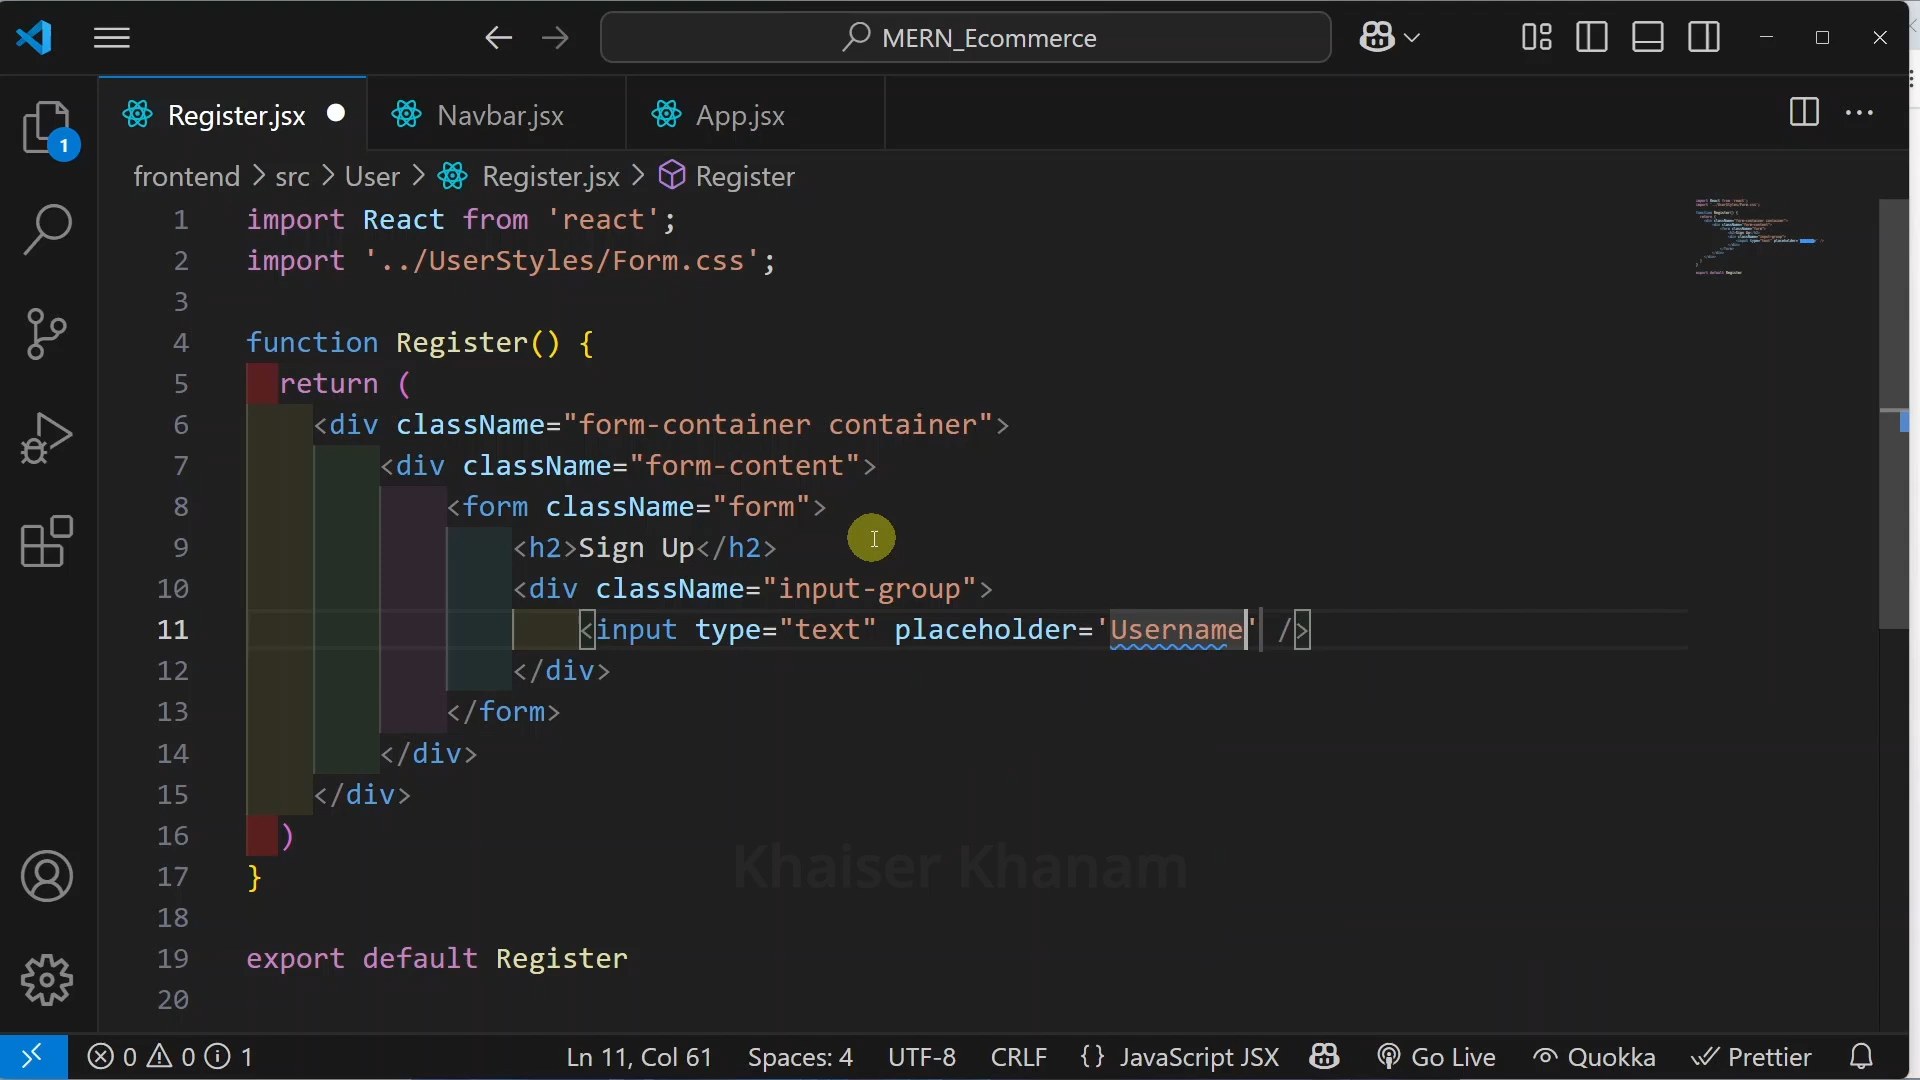 MERN_Ecommerce
Register.jsx Navbar.jsx App.jsx
1
frontend > src > User > Register.jsx > Register
1 import React from 'react';
2 import '../UserStyles/Form.css';
3
4 function Register() {
5 return (
6 <div className="form-container container">
7 <div className="form-content">
8 <form className="form">
9 <h2>Sign Up</h2>
10 <div className="input-group">
11 <input type="text" placeholder='Username' />
12 </div>
13 </form>
14 </div>
15 </div>
16 )
17 }
18
19 export default Register
20
Khaiser Khanam
0 0 1 Ln 11, Col 61 Spaces: 4 UTF-8 CRLF {} JavaScript JSX Go Live Quokka Prettier